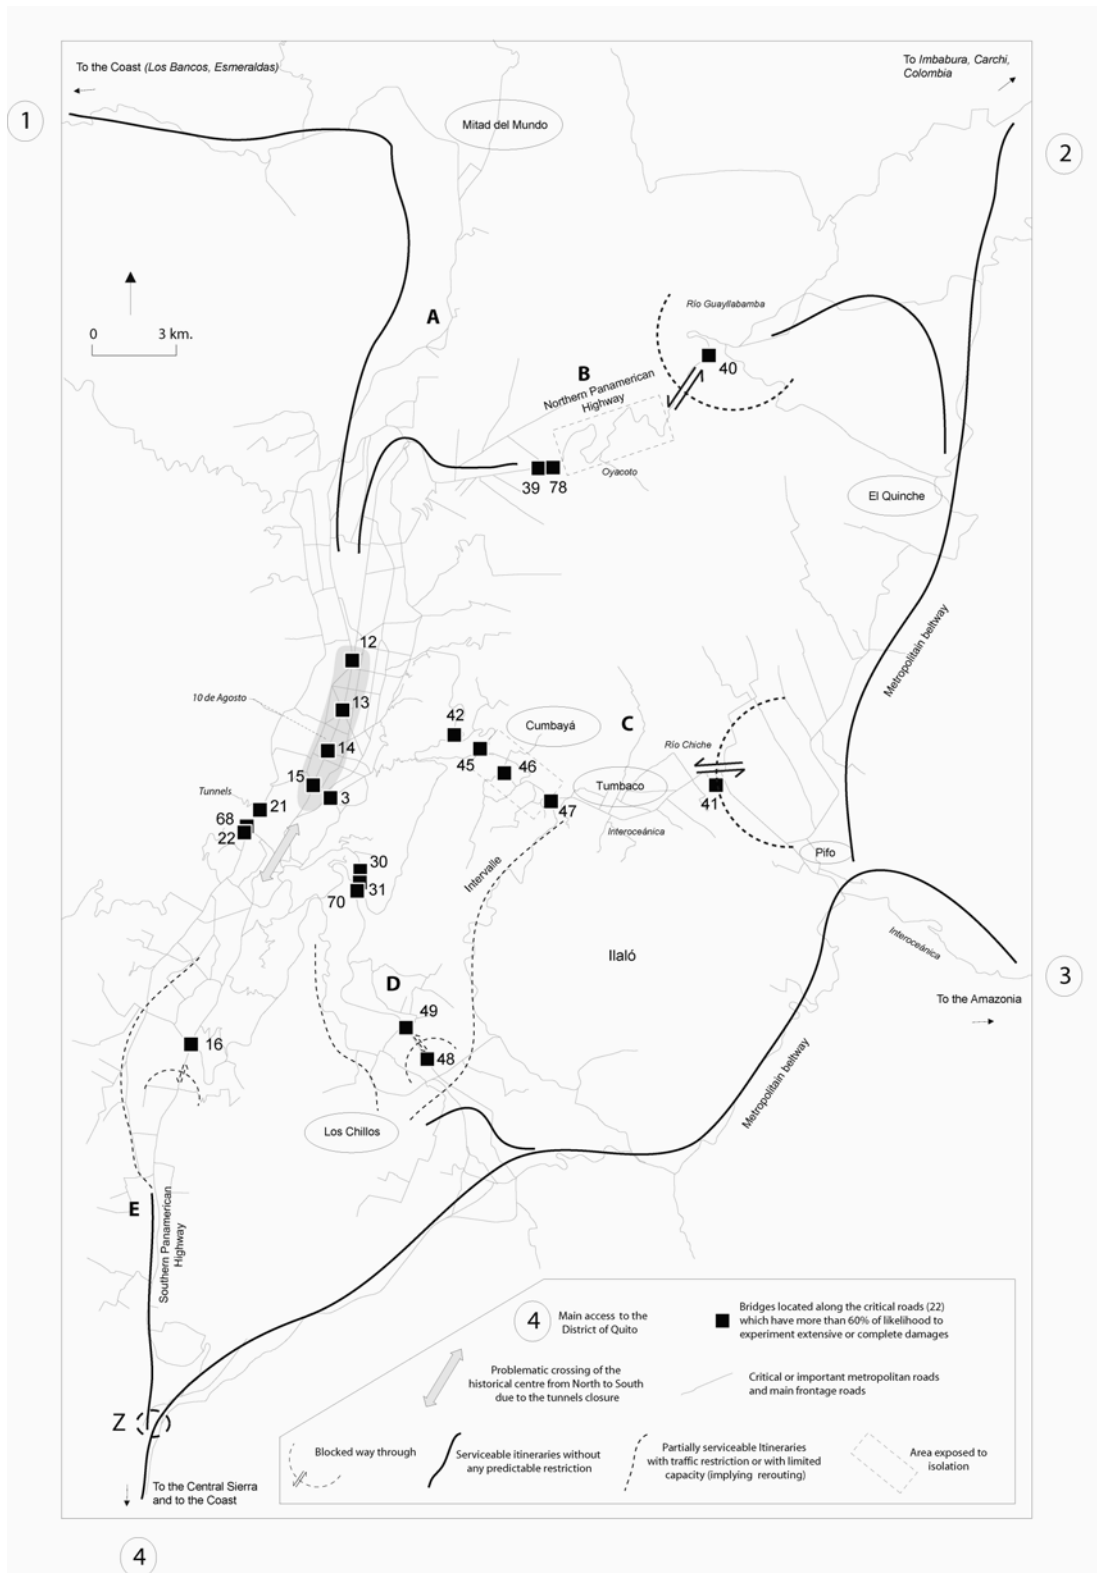 To the Coast (Los Bancos, Esmeraldas)
To Imbabura, Carchi,
Colombia
1
Mitad del Mundo
2
A
Río Guayllabamba
0 3 km.
40
B
Northern Panamerican
Highway
39 78
Oyacoto
El Quinche
12
Metropolitain beltway
10 de Agosto
13
42
Cumbayá
C
14
45
46
Río Chiche
15
3
Tunnels
21
68
22
47
Tumbaco
41
Interoceánica
Pifo
30
31
70
Intervalle
Ilaló
Interoceánica
3
D
To the Amazonia
49
16
48
Metropolitain beltway
Los Chillos
E
Southern Panamerican
Highway
4
Main access to the
District of Quito
Bridges located along the critical roads (22)
which have more than 60% of likelihood to
experiment extensive or complete damages
Problematic crossing of the
historical centre from North to South
due to the tunnels closure
Critical or important metropolitan roads
and main frontage roads
Z
Blocked way through
Serviceable itineraries without
any predictable restriction
Partially serviceable Itineraries
with traffic restriction or with limited
capacity (implying rerouting)
Area exposed to
isolation
To the Central Sierra
and to the Coast
4